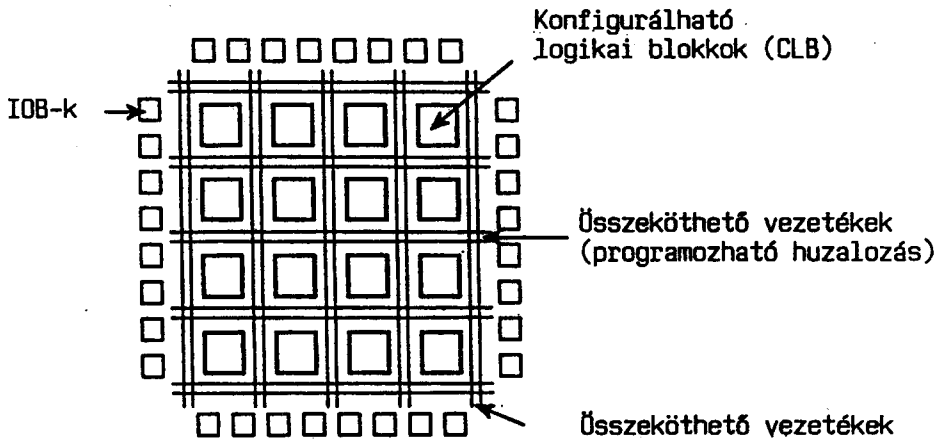 Konfigurálható
logikai blokkok (CLB)
IOB-k
Összeköthető vezetékek
(programozható huzalozás)
Összeköthető vezetékek